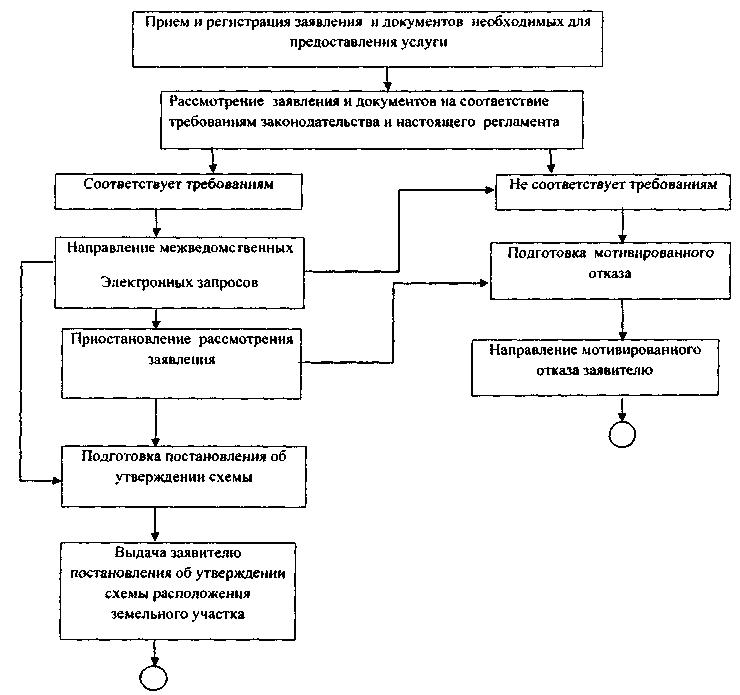 Прием и регистрация заявления и документов необходимых для
предоставления услуги
Рассмотрение заявления и документов на соответствие
требованиям законодательства и настоящего регламента
Соответствует требованиям
Не соответствует требованиям
Направление межведомственных
Электронных запросов
Подготовка мотивированного
отказа
Приостановление рассмотрения
заявления
Направление мотивированного
отказа заявителю
Подготовка постановления об
утверждении схемы
Выдача заявителю
постановления об утверждении
схемы расположения
земельного участка